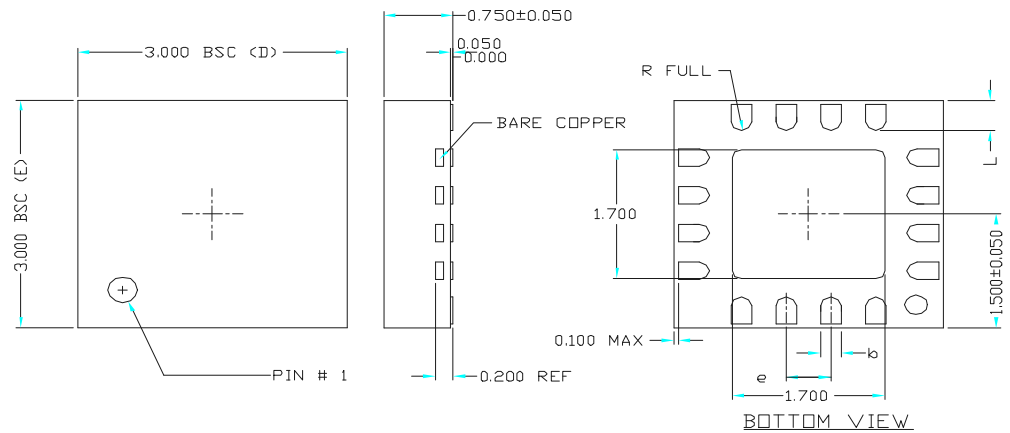 0.750±0.050
3.000 BSC (D)
0.050
0.000
R FULL
BARE COPPER
L
3.000 BSC (E)
1.700
1.500±0.050
0.100 MAX
b
PIN # 1
0.200 REF
e
1.700
BOTTOM VIEW